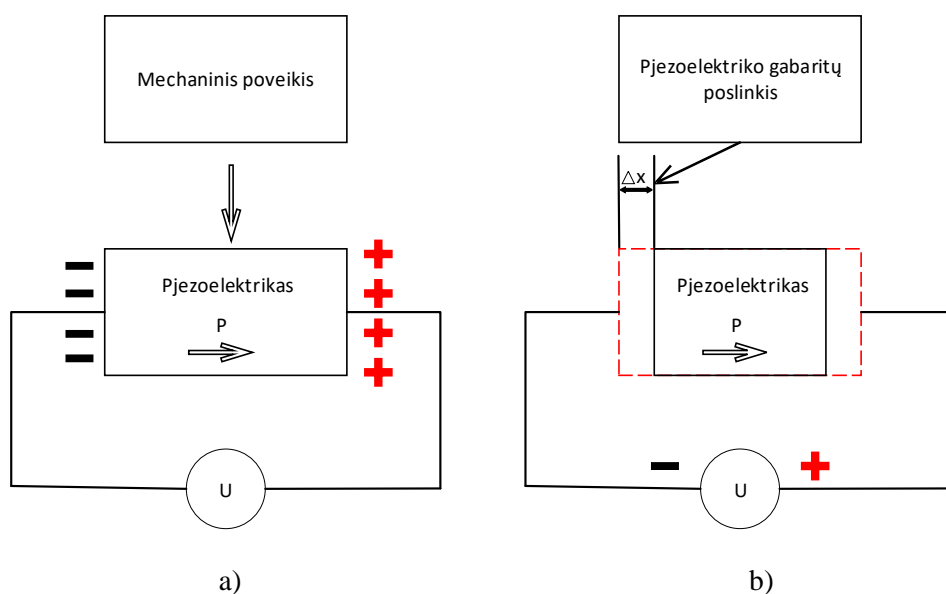 Mechaninis poveikis
Pjezoelektriko gabaritų
poslinkis
△x
Pjezoelektrikas
P
Pjezoelektrikas
P
U
U
a)
b)